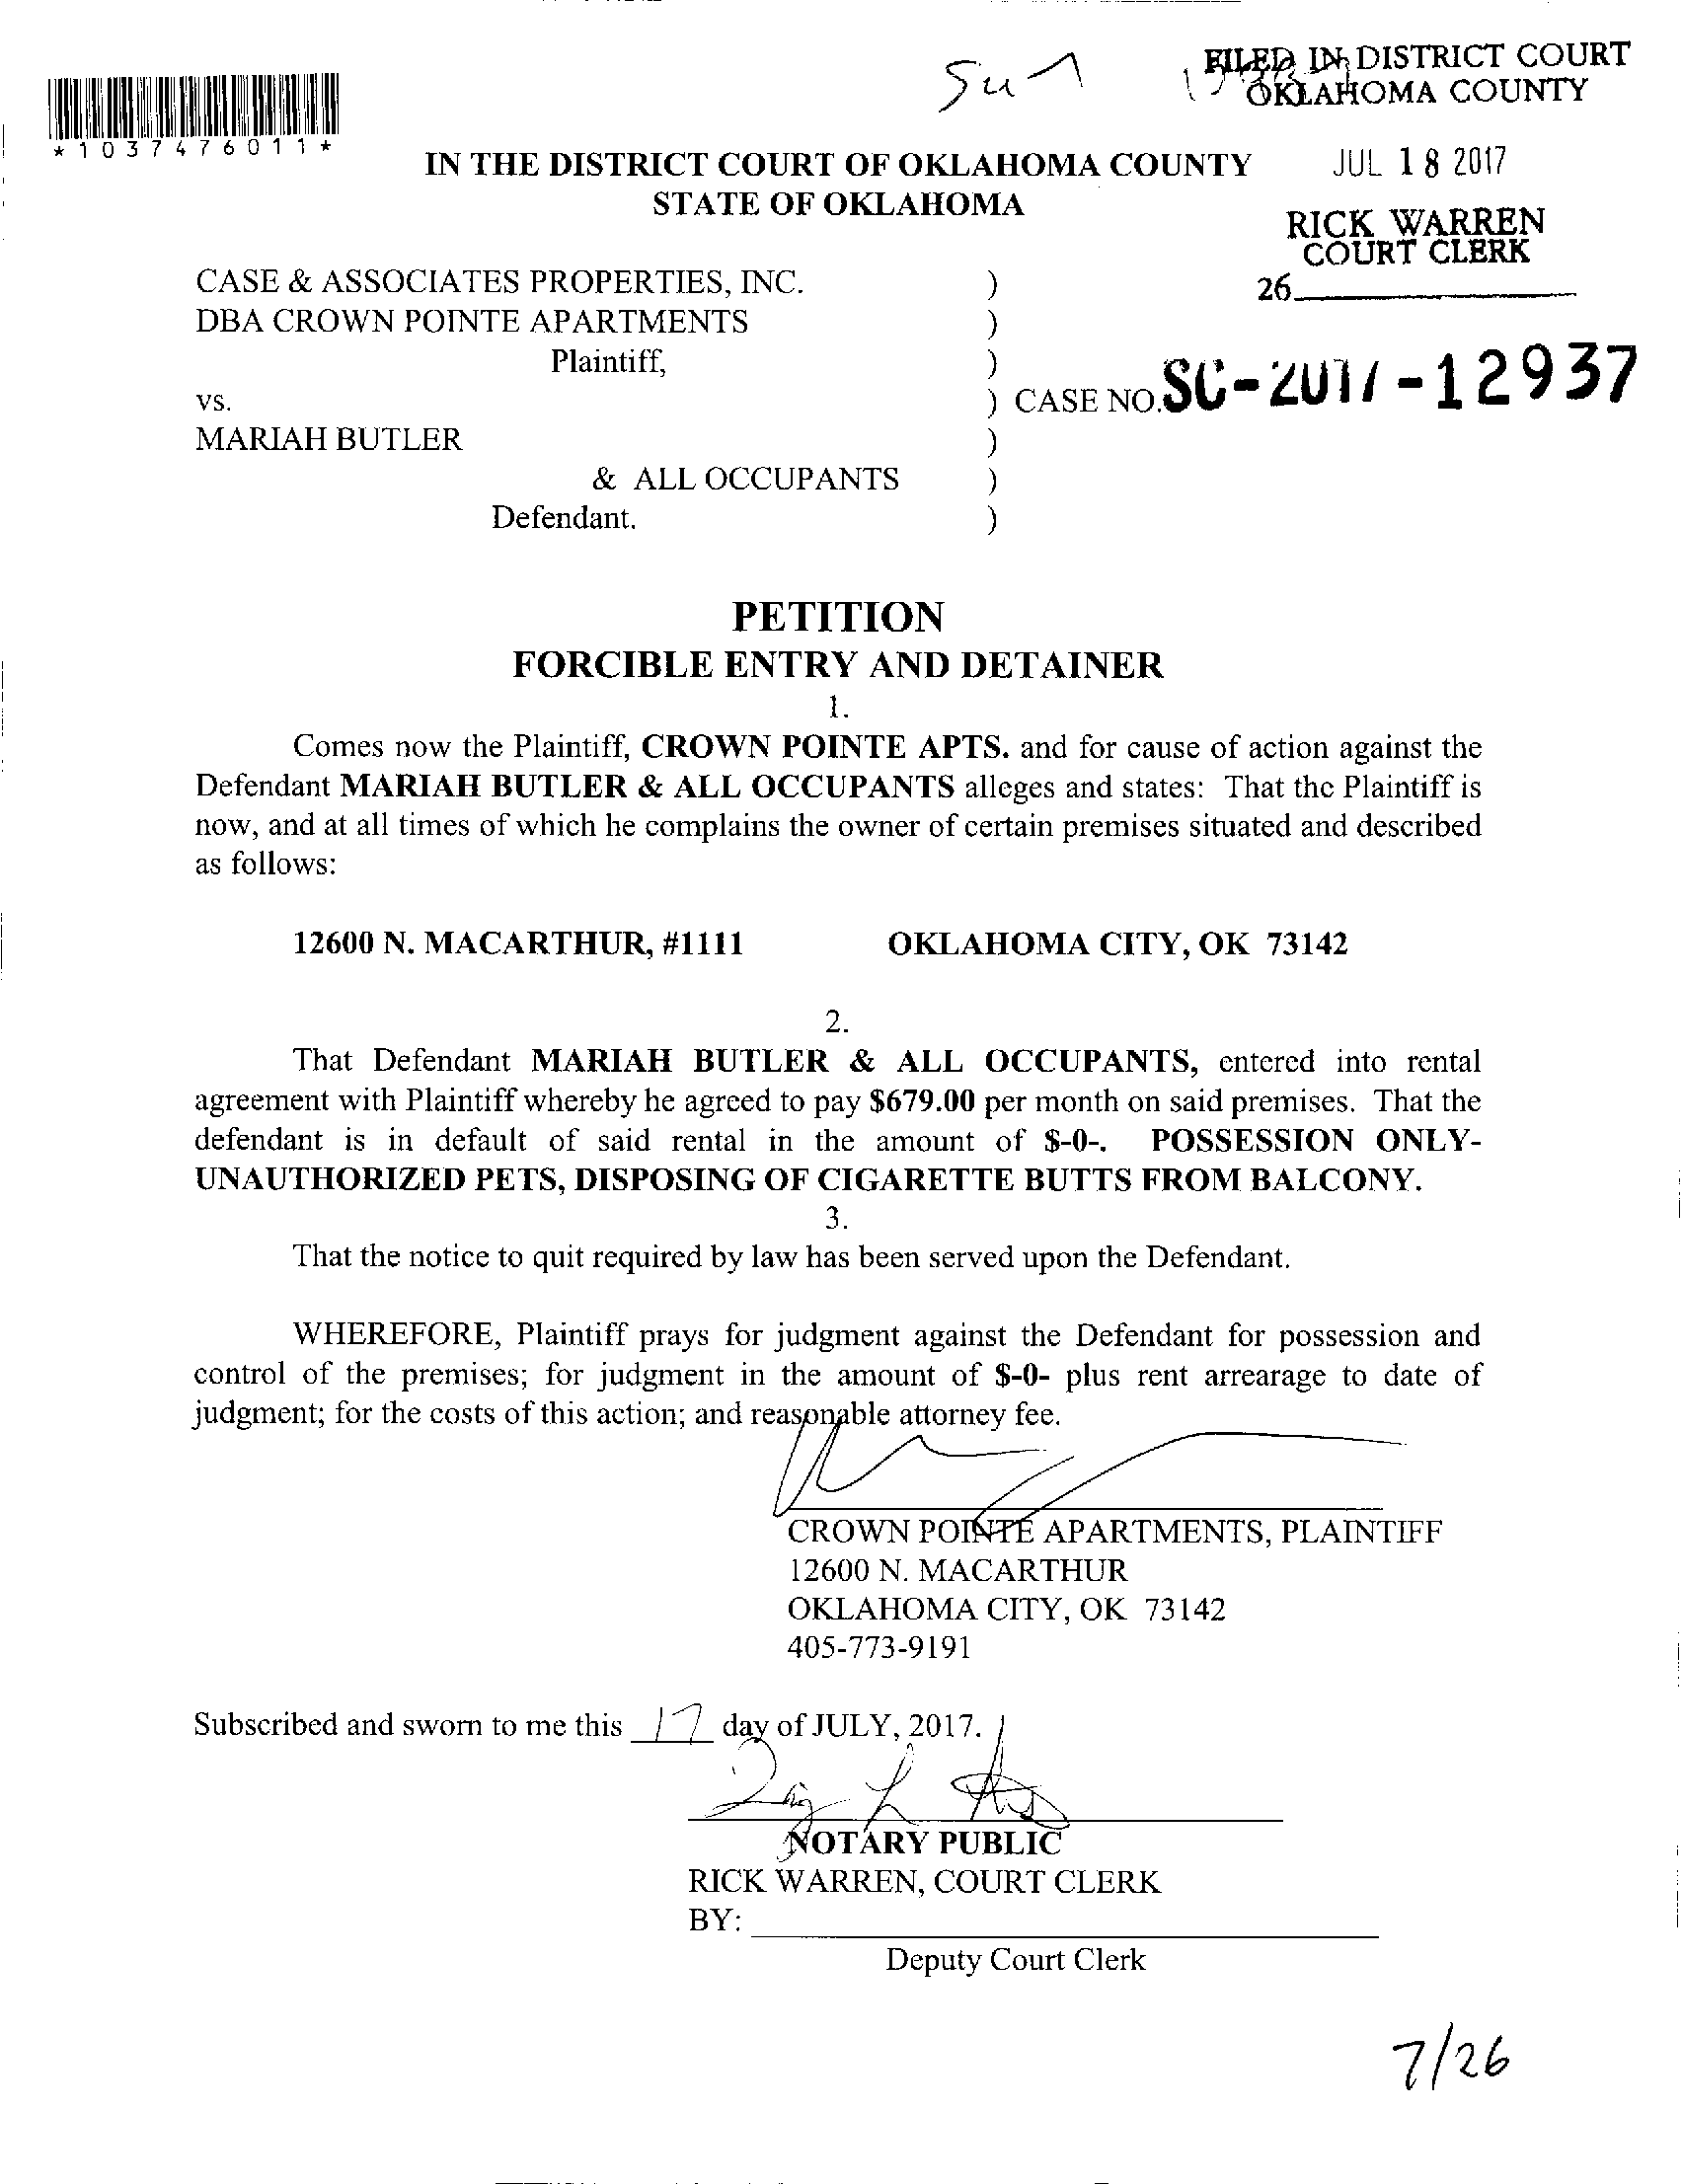 FILED IN DISTRICT COURT
OKLAHOMA COUNTY
*1037476011*
IN THE DISTRICT COURT OF OKLAHOMA COUNTY
STATE OF OKLAHOMA
JUL 18 2017
RICK WARREN
COURT CLERK
26
CASE & ASSOCIATES PROPERTIES, INC. )
DBA CROWN POINTE APARTMENTS )
Plaintiff, )
vs. ) CASE NO. SC-2017-12937
MARIAH BUTLER )
& ALL OCCUPANTS )
Defendant. )
PETITION
FORCIBLE ENTRY AND DETAINER
1.
Comes now the Plaintiff, CROWN POINTE APTS. and for cause of action against the
Defendant MARIAH BUTLER & ALL OCCUPANTS alleges and states: That the Plaintiff is
now, and at all times of which he complains the owner of certain premises situated and described
as follows:
12600 N. MACARTHUR, #1111 OKLAHOMA CITY, OK 73142
2.
That Defendant MARIAH BUTLER & ALL OCCUPANTS, entered into rental
agreement with Plaintiff whereby he agreed to pay $679.00 per month on said premises. That the
defendant is in default of said rental in the amount of $-0-. POSSESSION ONLY-
UNAUTHORIZED PETS, DISPOSING OF CIGARETTE BUTTS FROM BALCONY.
3.
That the notice to quit required by law has been served upon the Defendant.
WHEREFORE, Plaintiff prays for judgment against the Defendant for possession and
control of the premises; for judgment in the amount of $-0- plus rent arrearage to date of
judgment; for the costs of this action; and reasonable attorney fee.
CROWN POINTE APARTMENTS, PLAINTIFF
12600 N. MACARTHUR
OKLAHOMA CITY, OK 73142
405-773-9191
Subscribed and sworn to me this 17 day of JULY, 2017.
NOTARY PUBLIC
RICK WARREN, COURT CLERK
BY:
Deputy Court Clerk
7/26